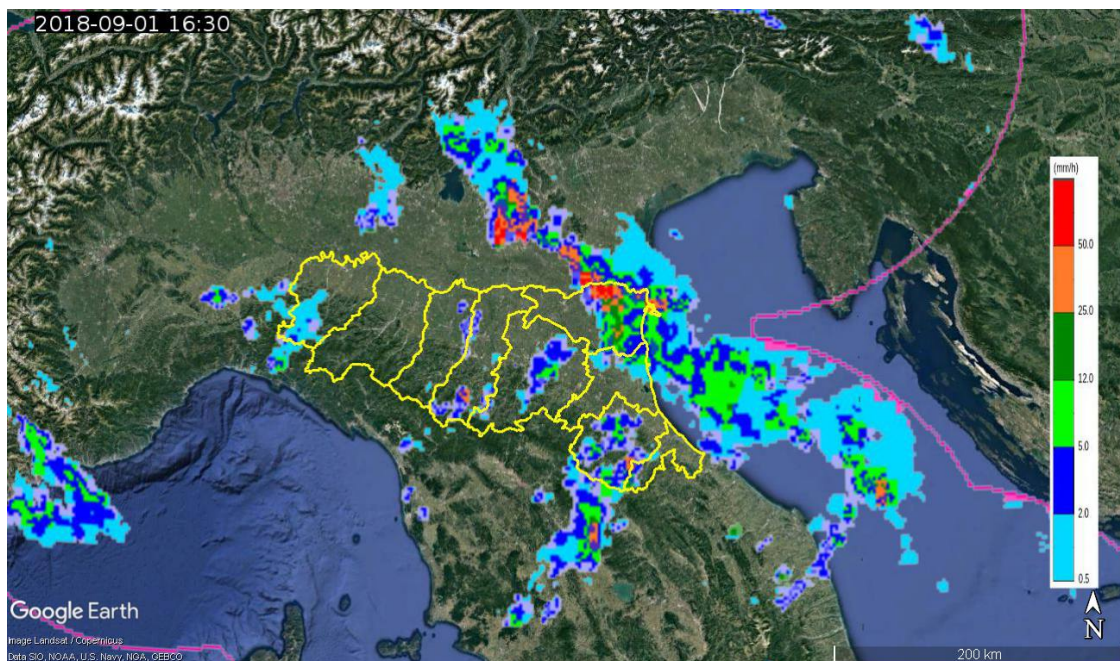 2018-09-01 16:30
(mm/h)
50.0
25.0
12.0
5.0
2.0
0.5
N
Google Earth
Image Landsat / Copernicus
Data SIO, NOAA, U.S. Navy, NGA, GEBCO
200 km